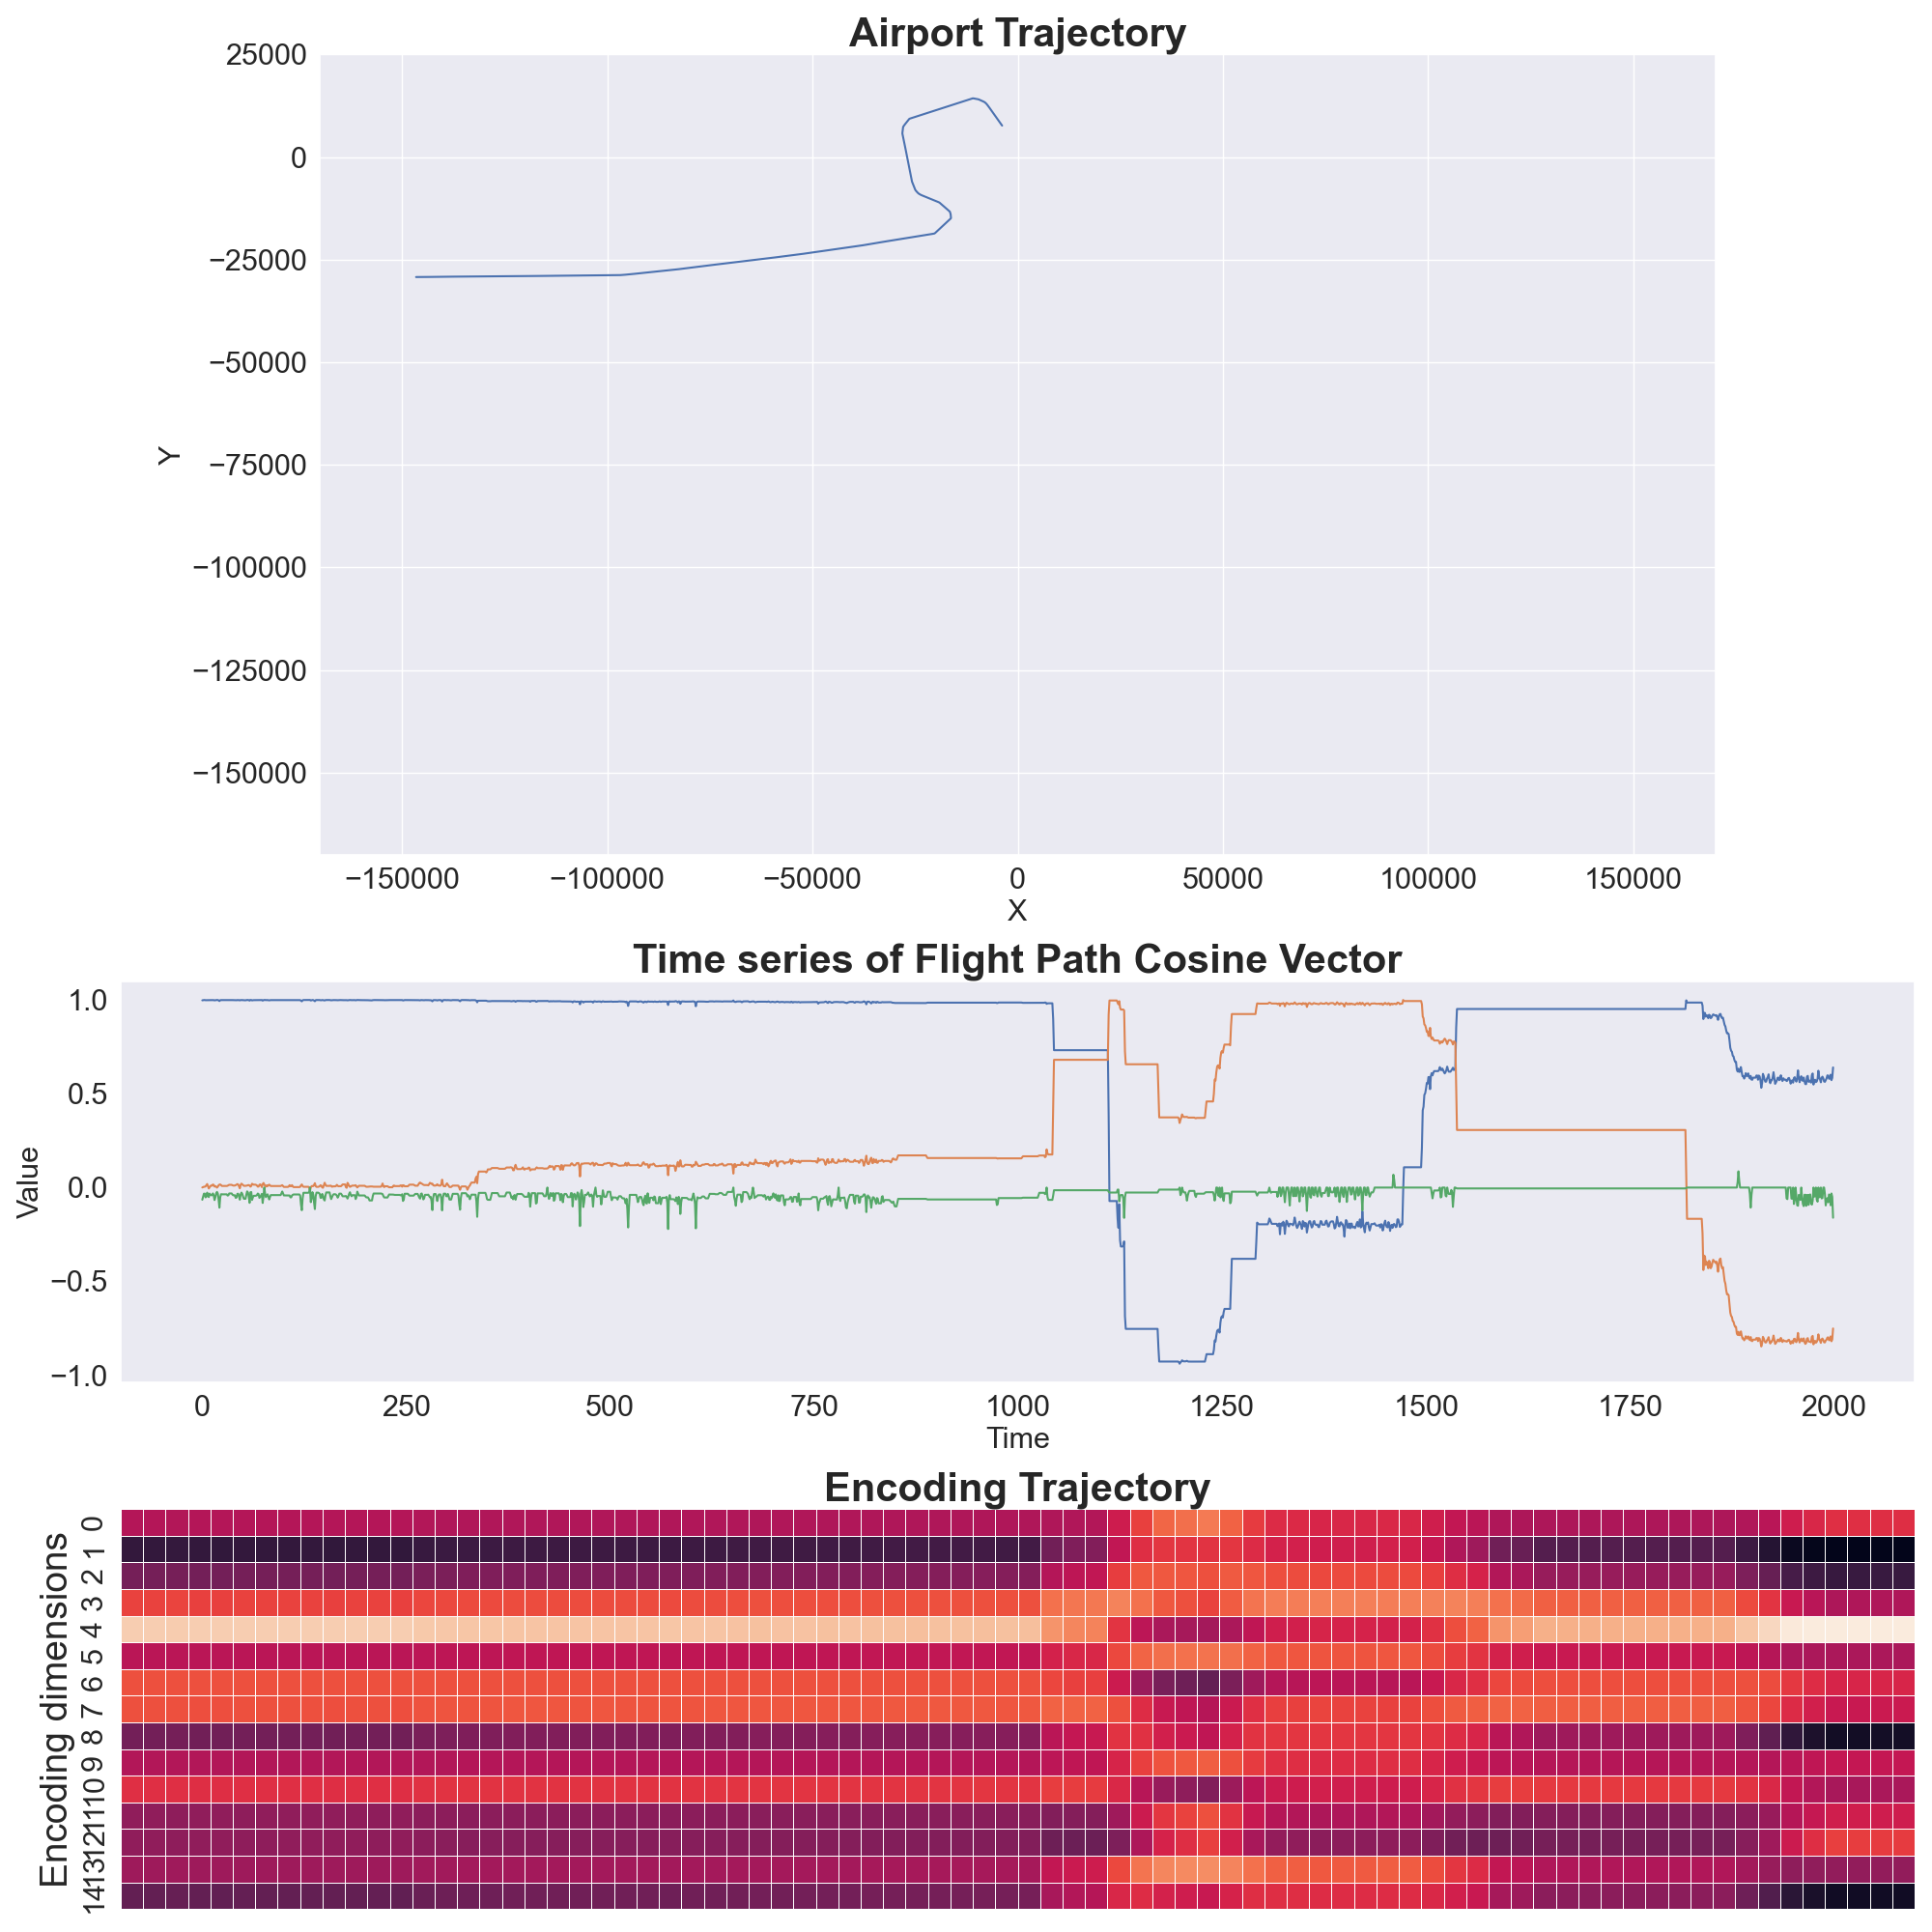 Airport Trajectory
25000
0
−25000
−50000
−75000
−100000
−125000
−150000
Y
−150000 −100000 −50000 0 50000 100000 150000
X
Time series of Flight Path Cosine Vector
1.0
0.5
0.0
−0.5
−1.0
Value
0 250 500 750 1000 1250 1500 1750 2000
Time
Encoding Trajectory
Encoding dimensions
0
1
2
3
4
5
6
7
8
9
10
11
12
13
14